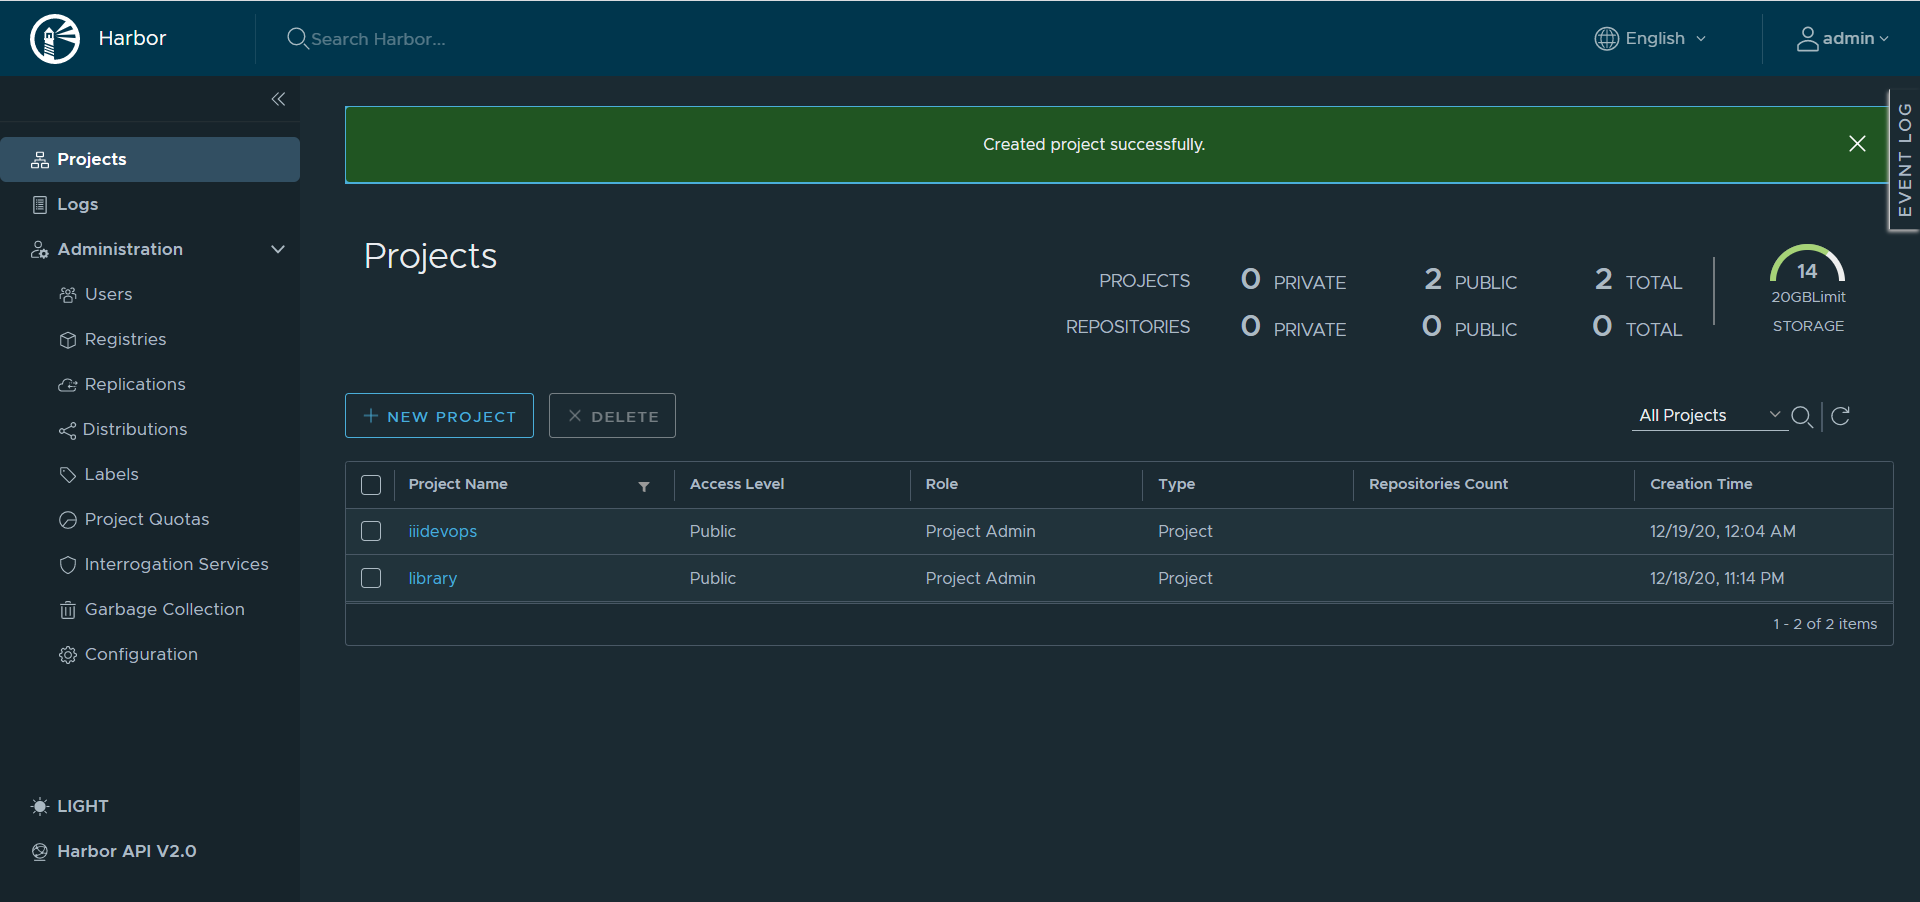 Harbor
Search Harbor...
English
admin
EVENT LOG
Created project successfully.
Projects
Logs
Administration
Users
Registries
Replications
Distributions
Labels
Project Quotas
Interrogation Services
Garbage Collection
Configuration
LIGHT
Harbor API V2.0
Projects
PROJECTS 0 PRIVATE 2 PUBLIC 2 TOTAL
REPOSITORIES 0 PRIVATE 0 PUBLIC 0 TOTAL
14
20GBLimit
STORAGE
NEW PROJECT DELETE
All Projects
Project Name Access Level Role Type Repositories Count Creation Time
iiidevops Public Project Admin Project 12/19/20, 12:04 AM
library Public Project Admin Project 12/18/20, 11:14 PM
1 - 2 of 2 items